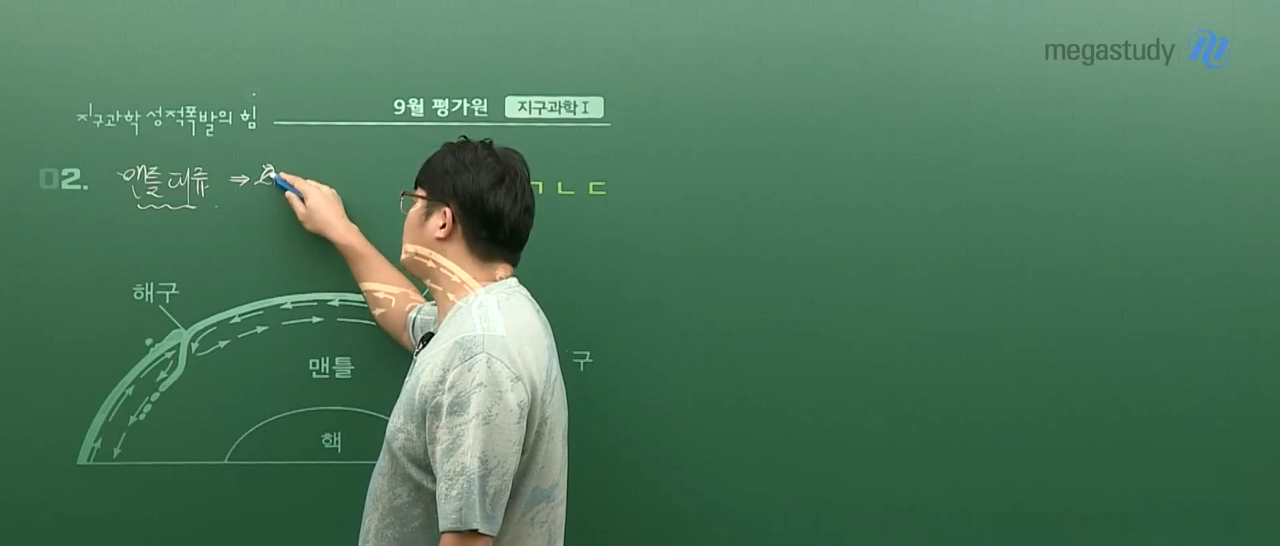 megastudy
지구과학 성적폭발의 힘
9월 평가원 지구과학 I
02. 맨틀 대류 ⇒
ㄱ ㄴ ㄷ
해구
맨틀
구
핵